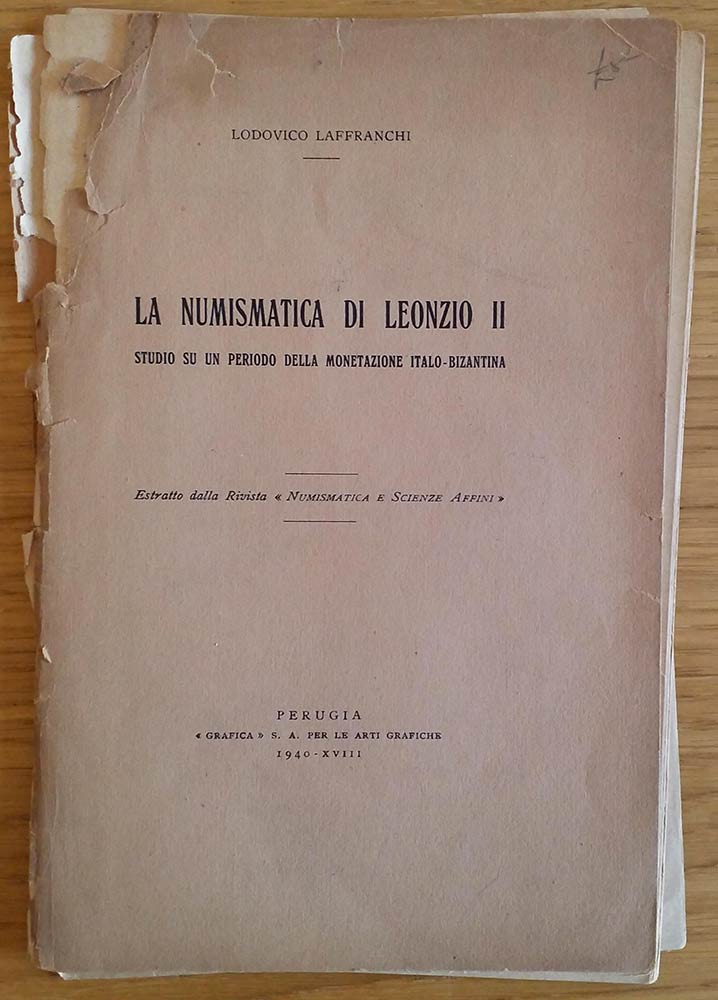 LODOVICO LAFFRANCHI
LA NUMISMATICA DI LEONZIO II
STUDIO SU UN PERIODO DELLA MONETAZIONE ITALO-BIZANTINA
Estratto dalla Rivista « NUMISMATICA E SCIENZE AFFINI »
PERUGIA
« GRAFICA » S. A. PER LE ARTI GRAFICHE
1940-XVIII